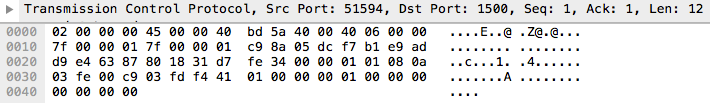 Transmission Control Protocol, Src Port: 51594, Dst Port: 1500, Seq: 1, Ack: 1, Len: 12
0000 02 00 00 00 45 00 00 40 bd 5a 40 00 40 06 00 00 ....E..@ .Z@.@...
0010 7f 00 00 01 7f 00 00 01 c9 8a 05 dc f7 b1 e9 ad ........ ........
0020 d9 e4 63 87 80 18 31 d7 fe 34 00 00 01 01 08 0a ..c...1. .4......
0030 03 fe 00 c9 03 fd f4 41 01 00 00 00 01 00 00 00 .......A ........
0040 00 00 00 00 ....